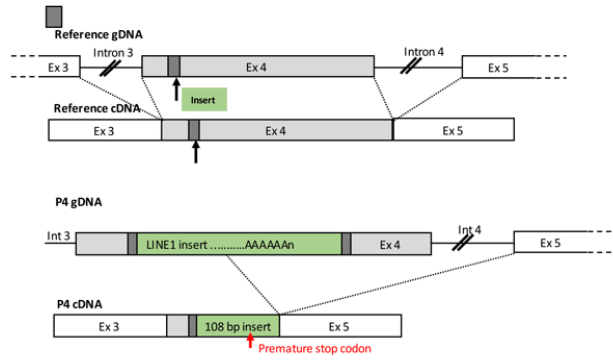 Reference gDNA
Intron 3
Intron 4
Ex 3
Ex 4
Ex 5
Insert
Reference cDNA
Ex 3
Ex 4
Ex 5
P4 gDNA
Int 3
LINE1 insert ..........AAAAAAn
Ex 4
Int 4
Ex 5
P4 cDNA
Ex 3
108 bp insert
Ex 5
Premature stop codon